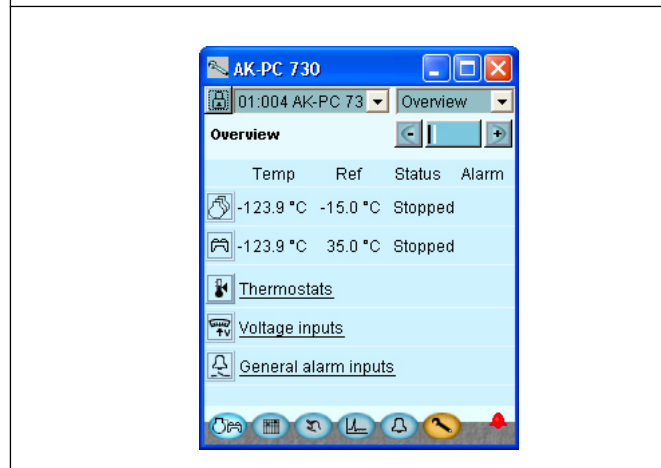 AK-PC 730
01:004 AK-PC 73 Overview
Overview
Temp Ref Status Alarm
-123.9 °C -15.0 °C Stopped
-123.9 °C 35.0 °C Stopped
Thermostats
Voltage inputs
General alarm inputs